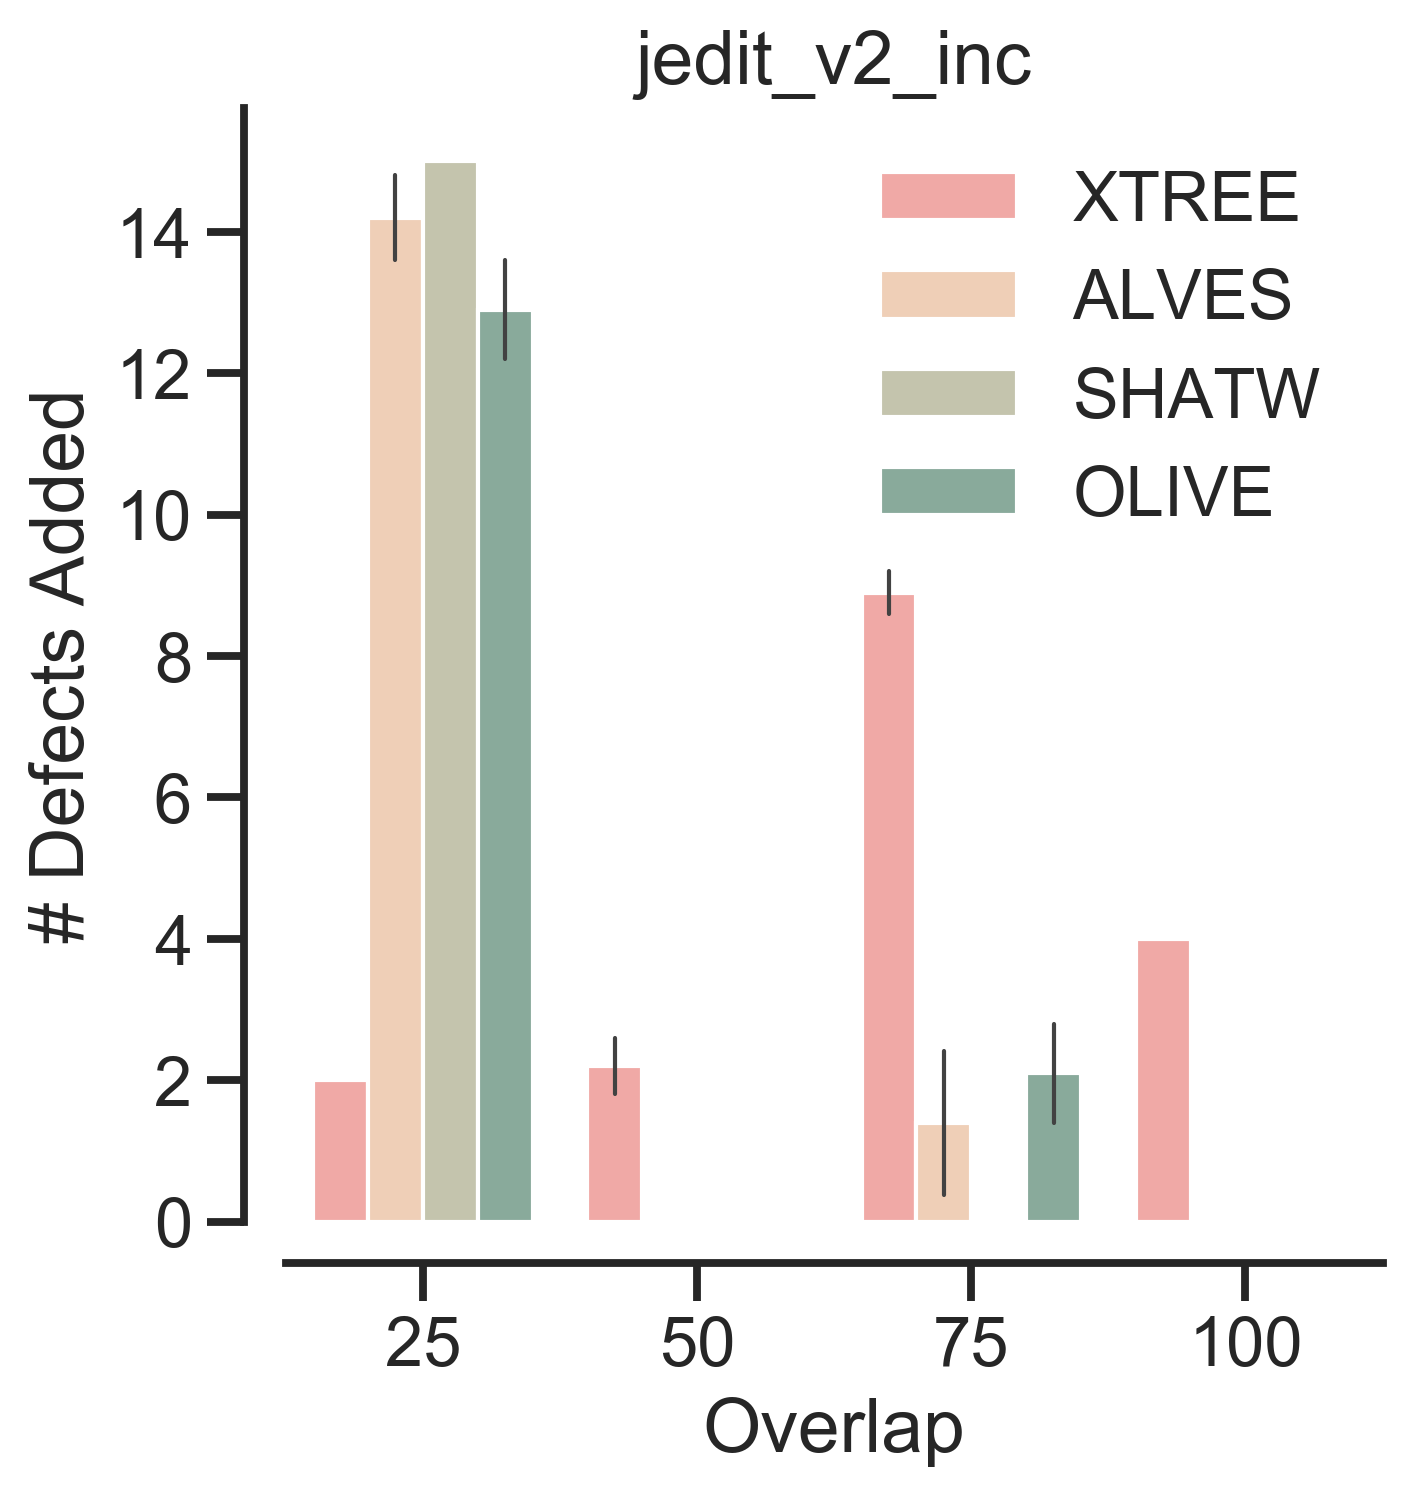 jedit_v2_inc
XTREE
ALVES
SHATW
OLIVE
# Defects Added
14
12
10
8
6
4
2
0
25 50 75 100
Overlap